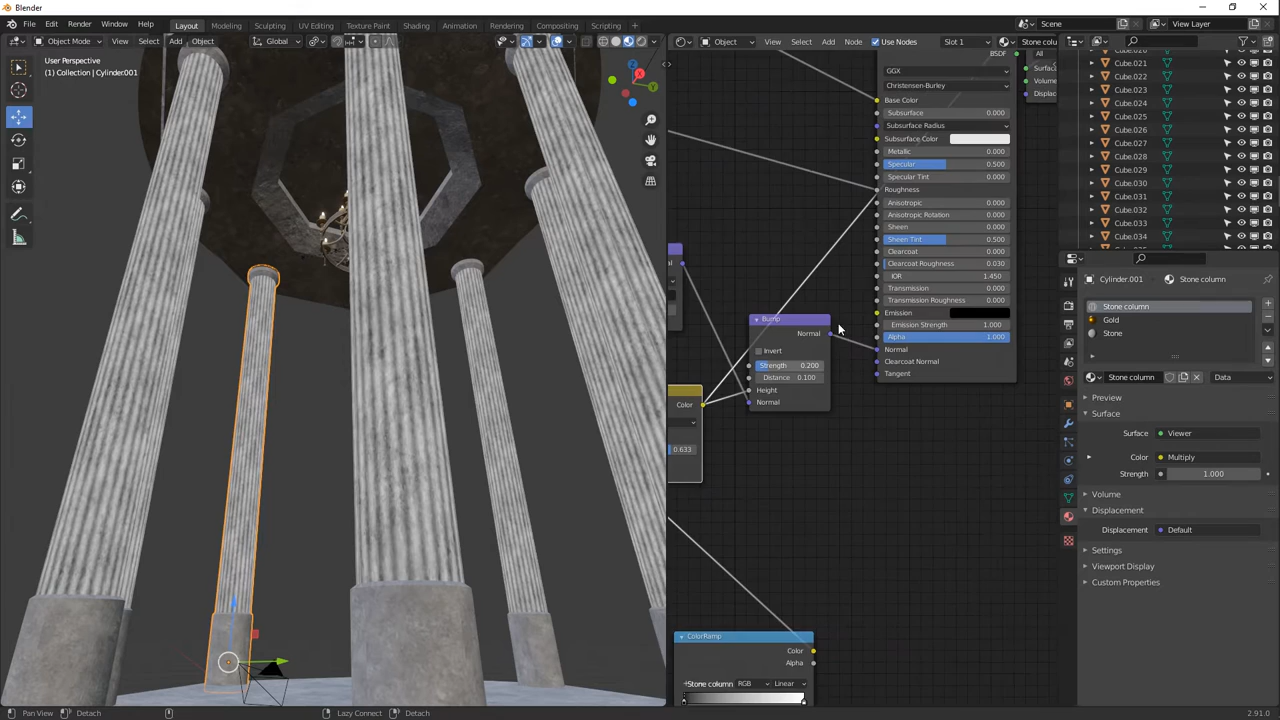 Blender
File Edit Render Window Help
Layout Modeling Sculpting UV Editing Texture Paint Shading Animation Rendering Compositing Scripting +
Scene
View Layer
Object Mode View Select Add Object Global
User Perspective
(1) Collection | Cylinder.001
Object View Select Add Node Use Nodes Slot 1 Stone colu
BSDF
GGX
Christensen-Burley
Base Color
Subsurface 0.000
Subsurface Radius
Subsurface Color
Metallic 0.000
Specular 0.500
Specular Tint 0.000
Roughness
Anisotropic 0.000
Anisotropic Rotation 0.000
Sheen 0.000
Sheen Tint 0.500
Clearcoat 0.000
Clearcoat Roughness 0.030
IOR 1.450
Transmission 0.000
Transmission Roughness 0.000
Emission
Emission Strength 1.000
Alpha 1.000
Normal
Clearcoat Normal
Tangent
All
Surfac
Volume
Displac
Bump
Normal
Invert
Strength 0.200
Distance 0.100
Height
Normal
Color
0.633
ColorRamp
Color
Alpha
Stone column
RGB Linear
Cube.021
Cube.022
Cube.023
Cube.024
Cube.025
Cube.026
Cube.027
Cube.028
Cube.029
Cube.030
Cube.031
Cube.032
Cube.033
Cube.034
Cylinder.001 Stone column
Stone column
Gold
Stone
Stone column Data
Preview
Surface
Surface Viewer
Color Multiply
Strength 1.000
Volume
Displacement
Displacement Default
Settings
Viewport Display
Custom Properties
Pan View Detach Lazy Connect Detach 2.91.0